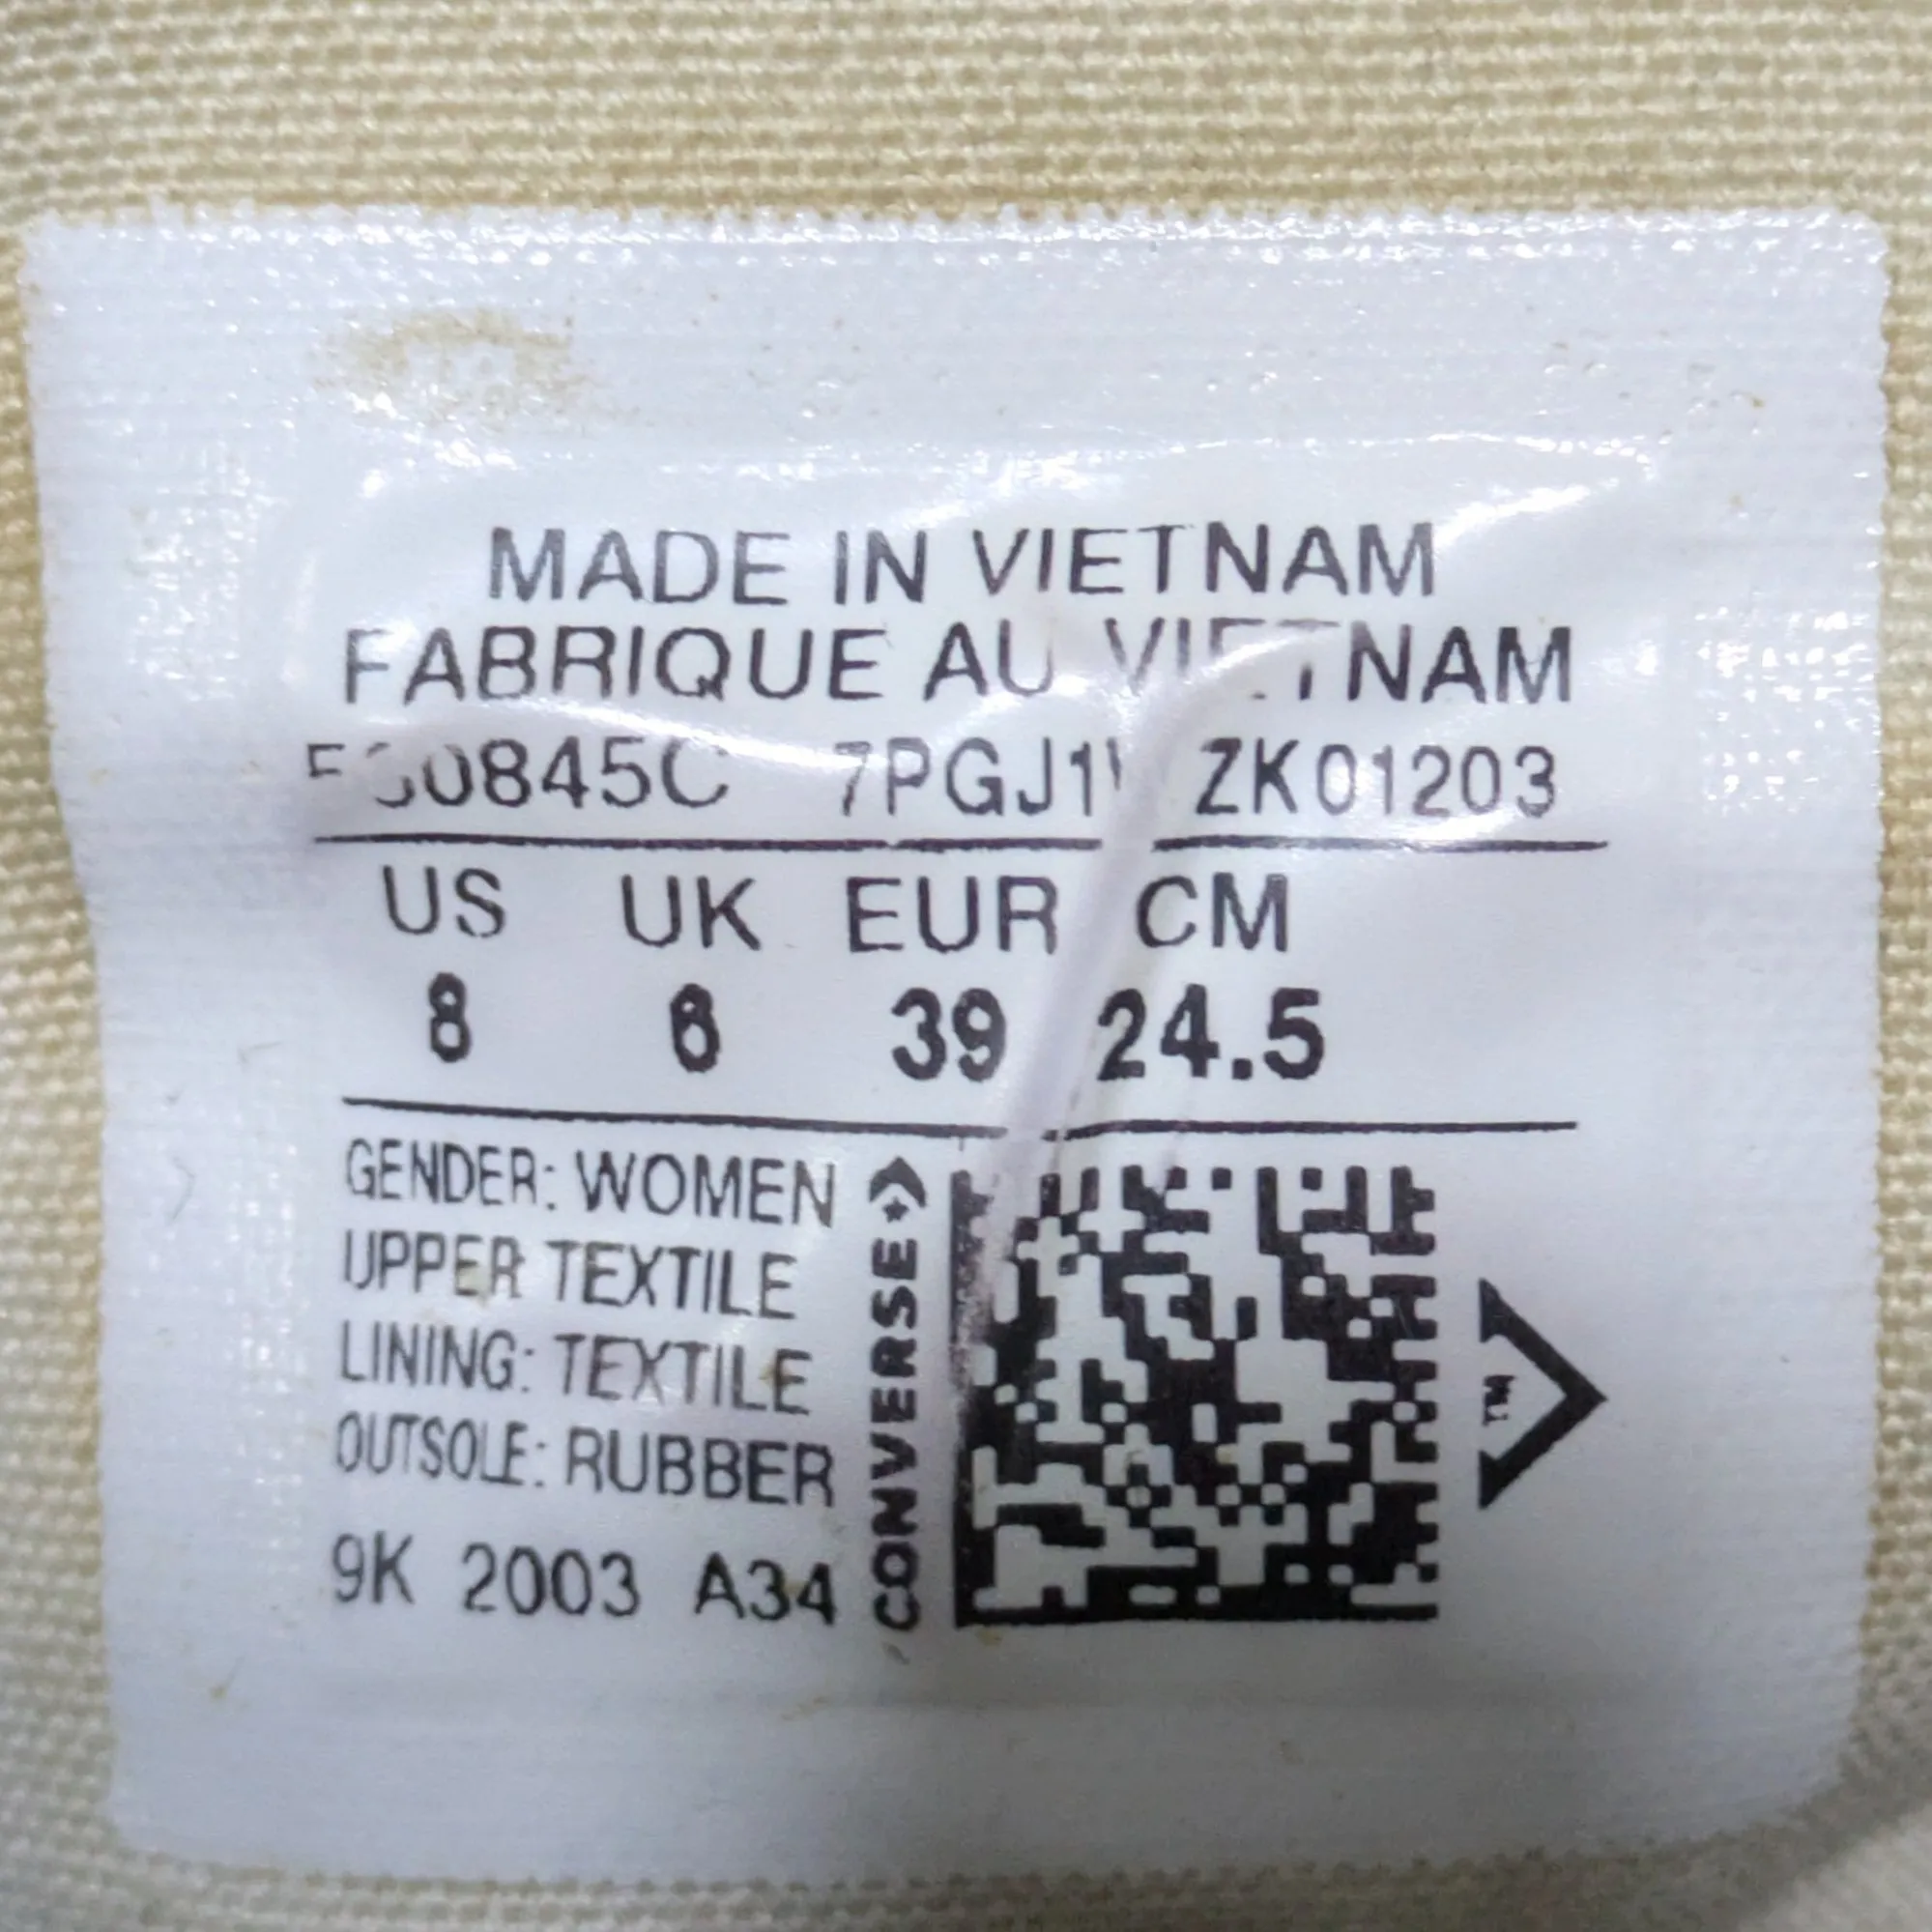 MADE IN VIETNAM
FABRIQUE AU VIETNAM
ZK01203
US UK EUR CM
8 6 39 24.5
GENDER: WOMEN
UPPER TEXTILE
LINING: TEXTILE
OUTSOLE: RUBBER
9K 2003 A34
CONVERSE
TM